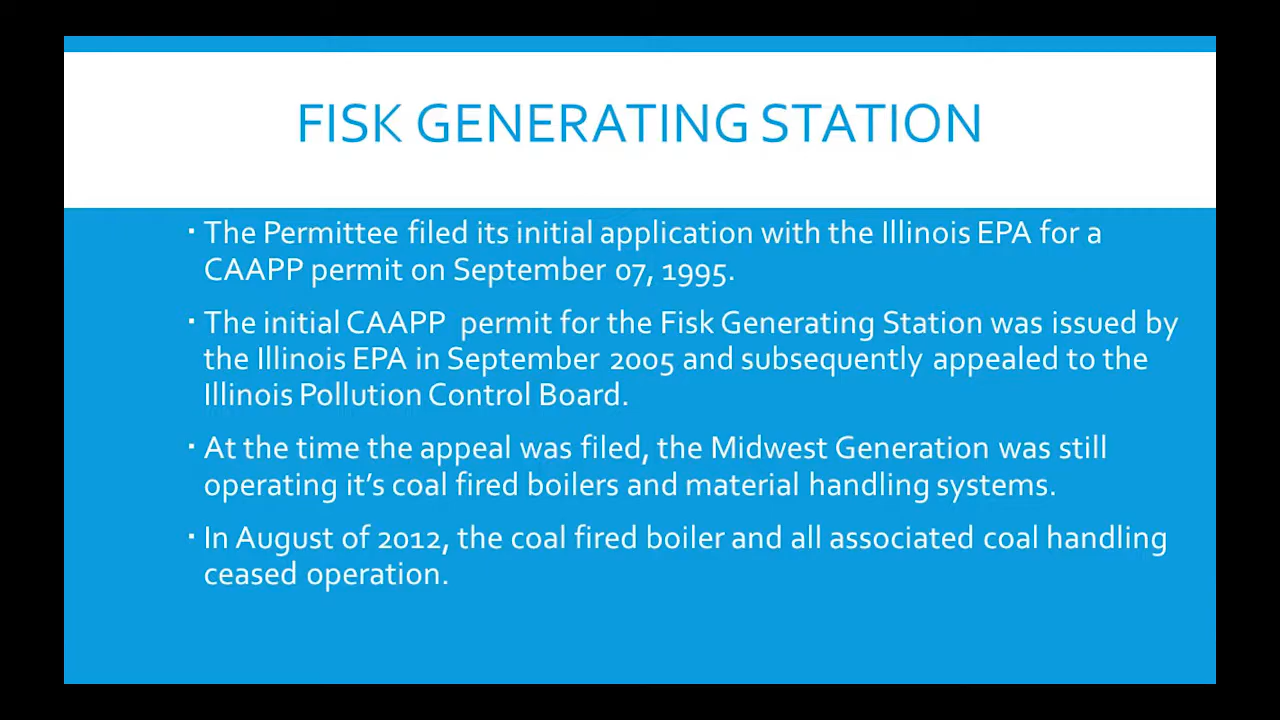 FISK GENERATING STATION
▪ The Permittee filed its initial application with the Illinois EPA for a
CAAPP permit on September 07, 1995.
▪ The initial CAAPP permit for the Fisk Generating Station was issued by
the Illinois EPA in September 2005 and subsequently appealed to the
Illinois Pollution Control Board.
▪ At the time the appeal was filed, the Midwest Generation was still
operating it’s coal fired boilers and material handling systems.
▪ In August of 2012, the coal fired boiler and all associated coal handling
ceased operation.